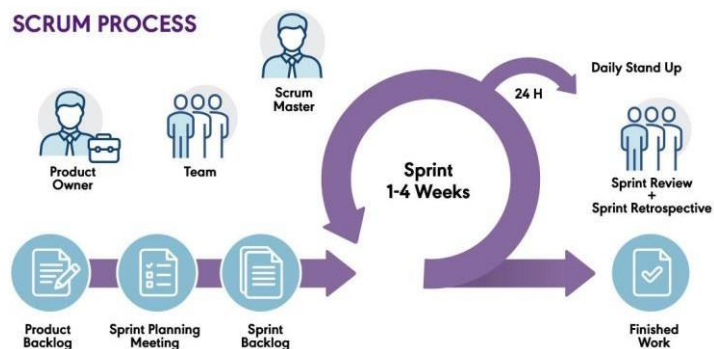 SCRUM PROCESS
Scrum
Master
Product
Owner
Team
Sprint
1-4 Weeks
24 H
Daily Stand Up
Sprint Review
+
Sprint Retrospective
Product
Backlog
Sprint Planning
Meeting
Sprint
Backlog
Finished
Work